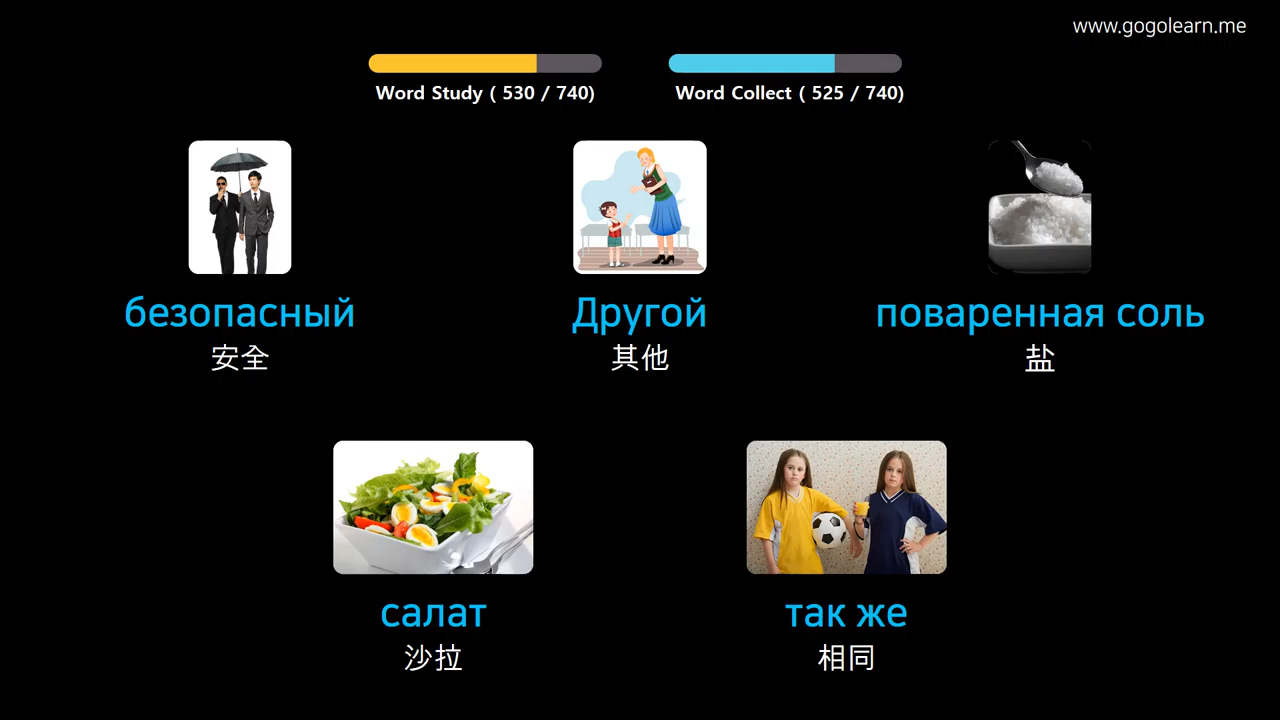 www.gogolearn.me
Word Study ( 530 / 740)
Word Collect ( 525 / 740)
безопасный
安全
Другой
其他
поваренная соль
盐
салат
沙拉
так же
相同